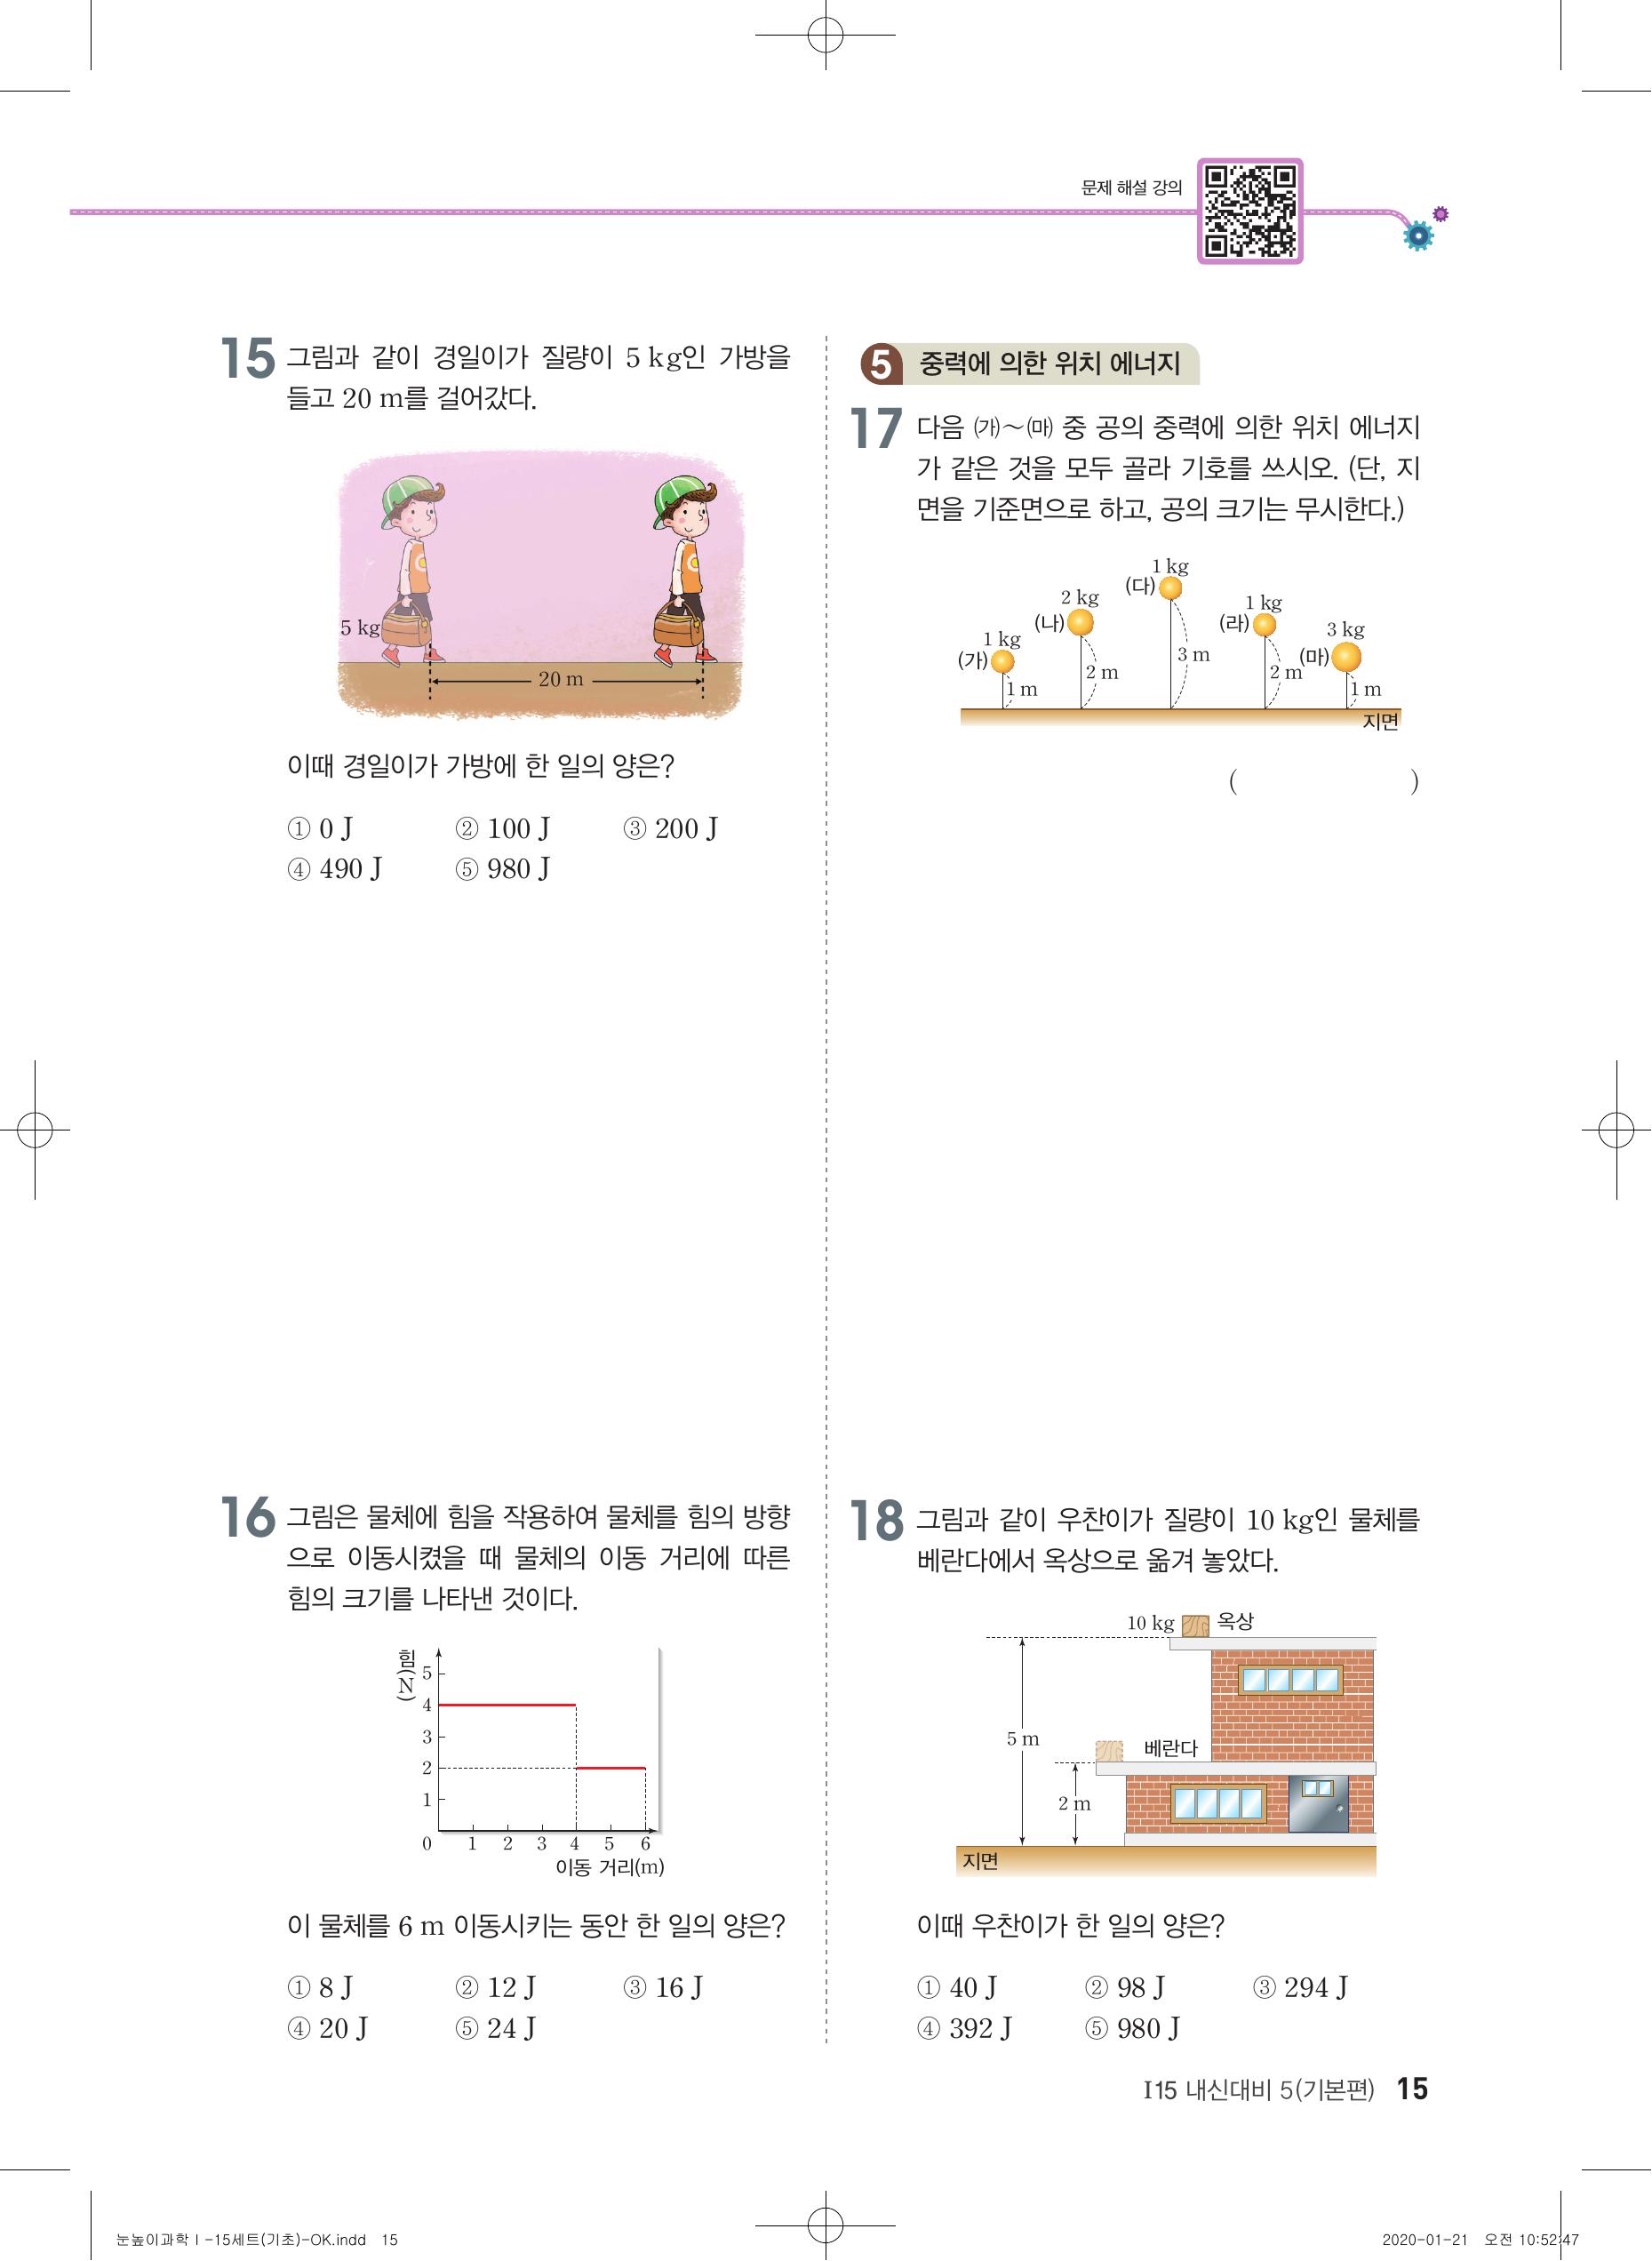 문제 해설 강의
15 그림과 같이 경일이가 질량이 5 kg인 가방을
들고 20 m를 걸어갔다.
5 kg
20 m
이때 경일이가 가방에 한 일의 양은?
① 0 J ② 100 J ③ 200 J
④ 490 J ⑤ 980 J
16 그림은 물체에 힘을 작용하여 물체를 힘의 방향
으로 이동시켰을 때 물체의 이동 거리에 따른
힘의 크기를 나타낸 것이다.
힘(N)
5
4
3
2
1
0 1 2 3 4 5 6
이동 거리(m)
이 물체를 6 m 이동시키는 동안 한 일의 양은?
① 8 J ② 12 J ③ 16 J
④ 20 J ⑤ 24 J
5 중력에 의한 위치 에너지
17 다음 ㈎~㈒ 중 공의 중력에 의한 위치 에너지
가 같은 것을 모두 골라 기호를 쓰시오. (단, 지
면을 기준면으로 하고, 공의 크기는 무시한다.)
1 kg
(가)
1 m
2 kg
(나)
2 m
1 kg
(다)
3 m
1 kg
(라)
2 m
3 kg
(마)
1 m
지면
( )
18 그림과 같이 우찬이가 질량이 10 kg인 물체를
베란다에서 옥상으로 옮겨 놓았다.
10 kg 옥상
5 m
베란다
2 m
지면
이때 우찬이가 한 일의 양은?
① 40 J ② 98 J ③ 294 J
④ 392 J ⑤ 980 J
I15 내신대비 5(기본편) 15
눈높이과학 I -15세트(기초)-OK.indd 15
2020-01-21 오전 10:52:47